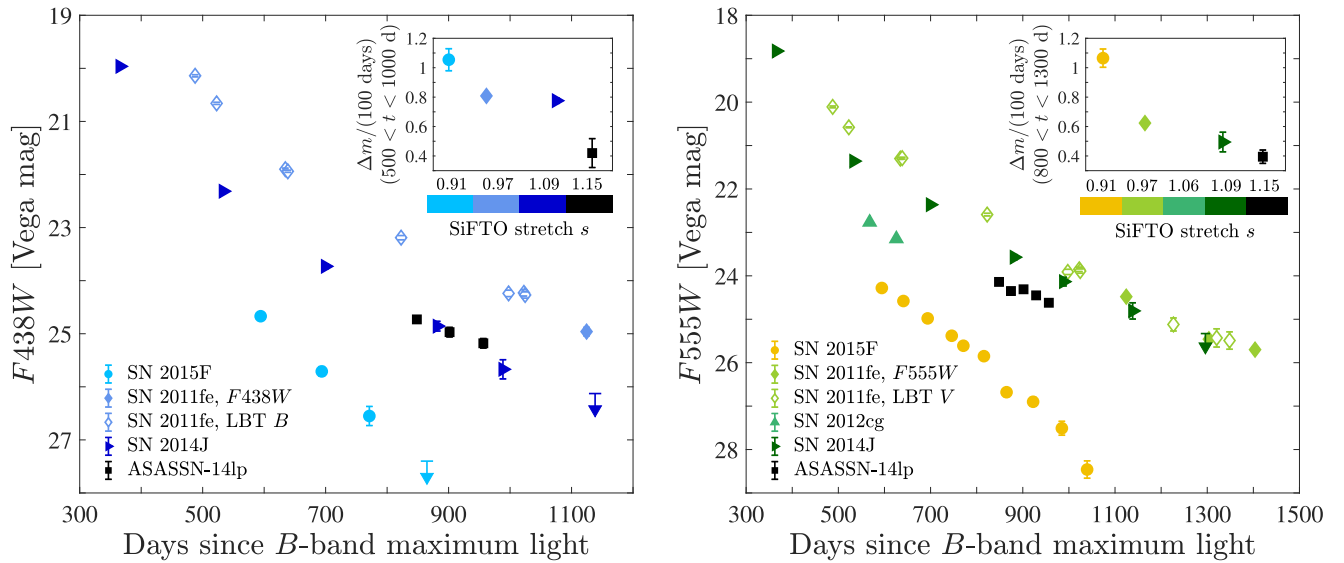 19
21
23
25
27
F438W [Vega mag]
300
500
700
900
1100
Days since B-band maximum light
SN 2015F
SN 2011fe, F438W
SN 2011fe, LBT B
SN 2014J
ASASSN-14lp
1.2
1
0.8
0.6
0.4
Δm/(100 days)
(500 < t < 1000 d)
0.91 0.97 1.09 1.15
SiFTO stretch s
18
20
22
24
26
28
F555W [Vega mag]
300
500
700
900
1100
1300
1500
Days since B-band maximum light
SN 2015F
SN 2011fe, F555W
SN 2011fe, LBT V
SN 2012cg
SN 2014J
ASASSN-14lp
1.2
1
0.8
0.6
0.4
Δm/(100 days)
(800 < t < 1300 d)
0.91 0.97 1.06 1.09 1.15
SiFTO stretch s